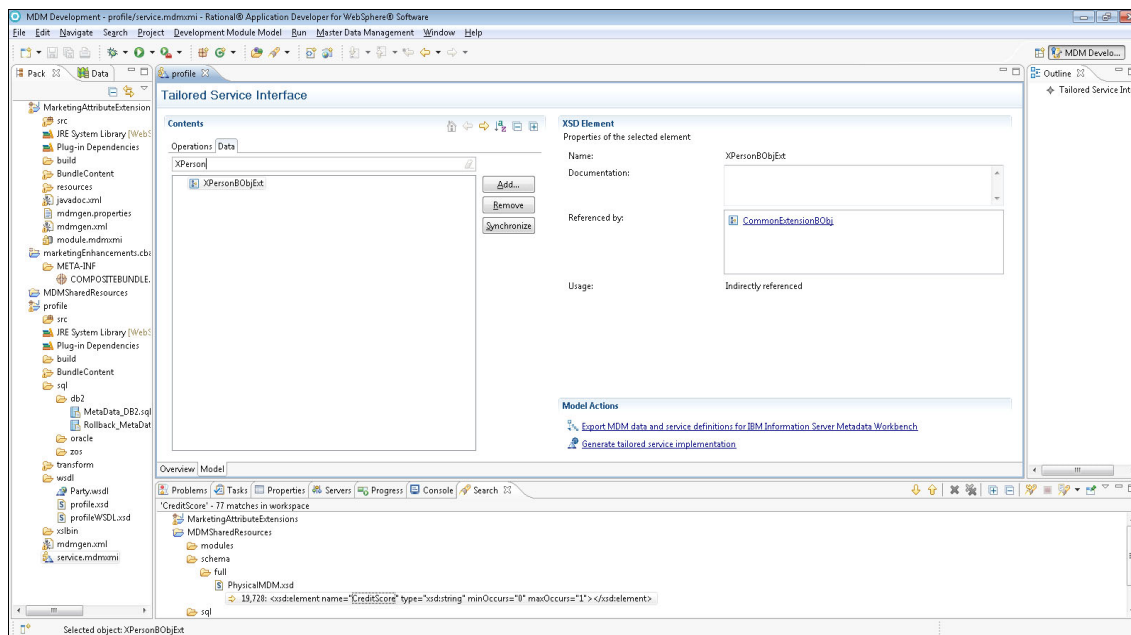 MDM Development - profile/service.mdmxmi - Rational® Application Developer for WebSphere® Software
File Edit Navigate Search Project Development Module Model Run Master Data Management Window Help
MDM Develo...
Pack
Data
MarketingAttributeExtension
src
JRE System Library [WebS
Plug-in Dependencies
build
BundleContent
resources
javadoc.xml
mdmgen.properties
mdmgen.xml
module.mdmxmi
marketingEnhancements.cba
META-INF
COMPOSITEBUNDLE.
MDMSharedResources
profile
src
JRE System Library [WebS
Plug-in Dependencies
build
BundleContent
sql
db2
MetaData_DB2.sql
Rollback_MetaDat
oracle
zos
transform
wsdl
Party.wsdl
profile.xsd
profileWSDL.xsd
xslbin
mdmgen.xml
service.mdmxmi
profile
Tailored Service Interface
Contents
Operations Data
XPerson
XPersonBObjExt
Add...
Remove
Synchronize
XSD Element
Properties of the selected element
Name: XPersonBObjExt
Documentation:
Referenced by: CommonExtensionBObj
Usage: Indirectly referenced
Model Actions
Export MDM data and service definitions for IBM Information Server Metadata Workbench
Generate tailored service implementation
Overview Model
Outline
Tailored Service Int
Problems Tasks Properties Servers Progress Console Search
'CreditScore' - 77 matches in workspace
MarketingAttributeExtensions
MDMSharedResources
modules
schema
full
PhysicalMDM.xsd
19,728: <xsd:element name="CreditScore" type="xsd:string" minOccurs="0" maxOccurs="1"></xsd:element>
sql
Selected object: XPersonBObjExt